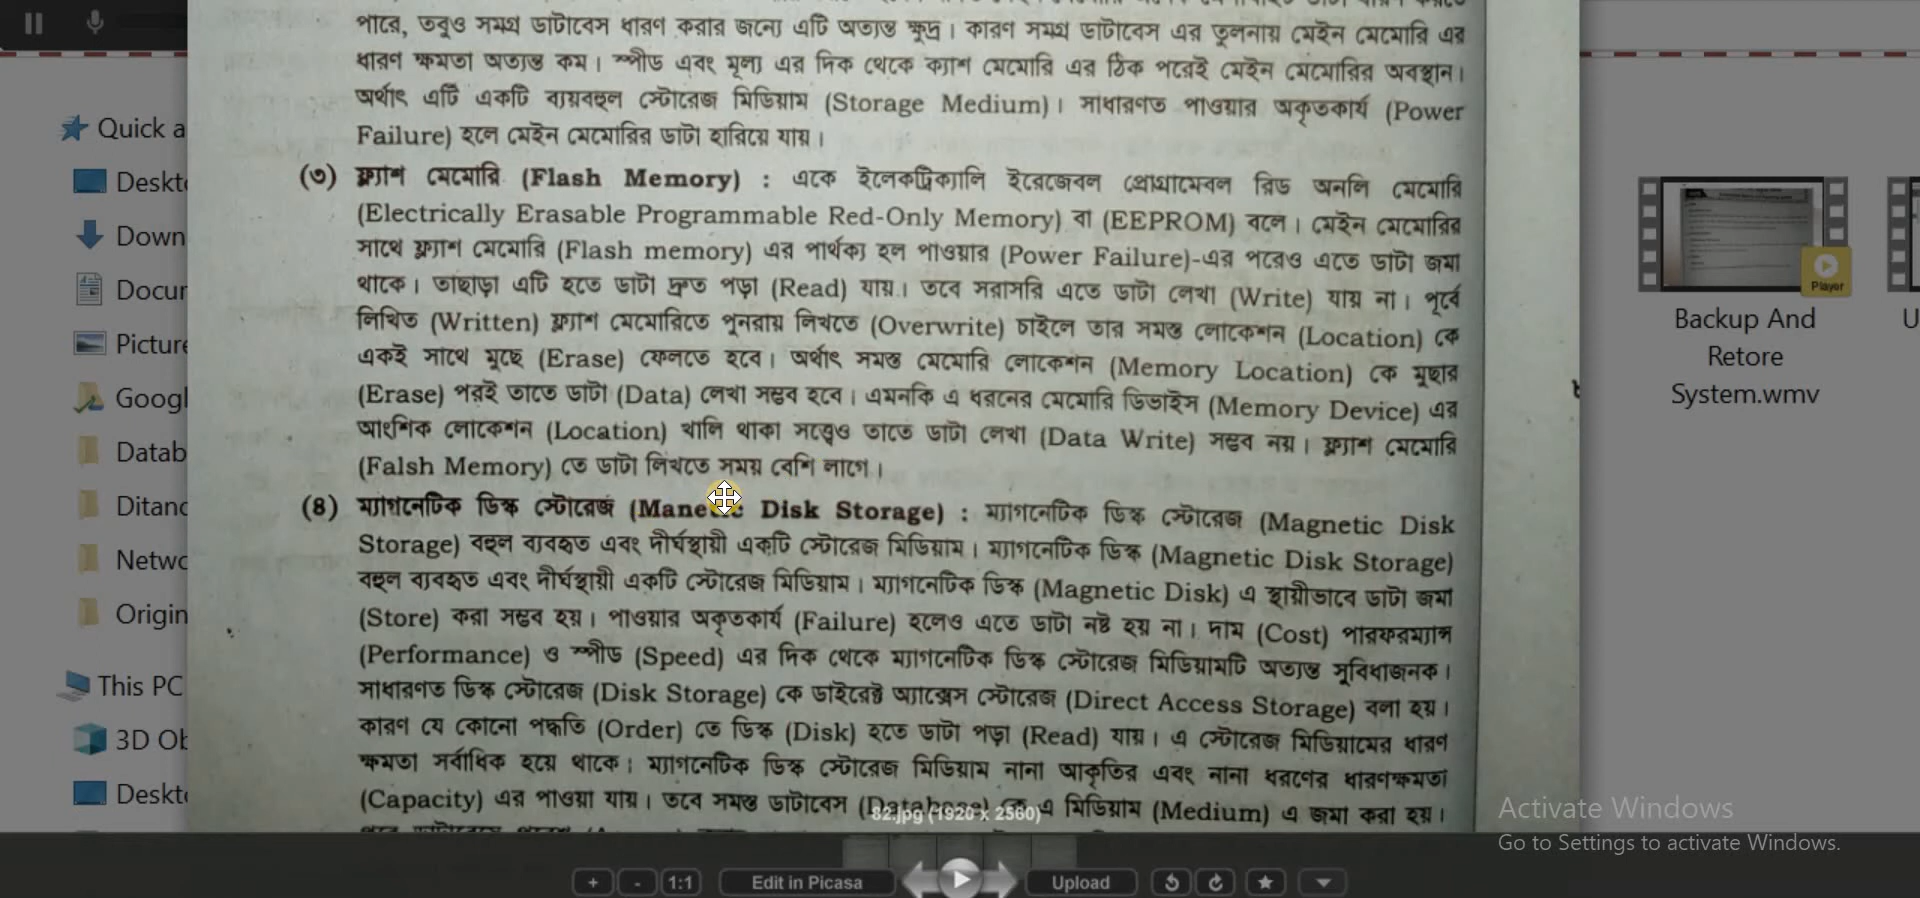 পারে, তবুও সমগ্র ডাটাবেস ধারণ করার জন্যে এটি অত্যন্ত ক্ষুদ্র। কারণ সমগ্র ডাটাবেস এর তুলনায় মেইন মেমোরি এর
ধারণ ক্ষমতা অত্যন্ত কম। স্পীড এবং মূল্য এর দিক থেকে ক্যাশ মেমোরি এর ঠিক পরেই মেইন মেমোরির অবস্থান।
অর্থাৎ এটি একটি ব্যয়বহুল স্টোরেজ মিডিয়াম (Storage Medium)। সাধারণত পাওয়ার অকৃতকার্য (Power
Failure) হলে মেইন মেমোরির ডাটা হারিয়ে যায়।
(৩) ফ্ল্যাশ মেমোরি (Flash Memory) : একে ইলেকট্রিক্যালি ইরেজেবল প্রোগ্রামেবল রিড অনলি মেমোরি
(Electrically Erasable Programmable Red-Only Memory) বা (EEPROM) বলে। মেইন মেমোরির
সাথে ফ্ল্যাশ মেমোরি (Flash memory) এর পার্থক্য হল পাওয়ার (Power Failure)-এর পরেও এতে ডাটা জমা
থাকে। তাছাড়া এটি হতে ডাটা দ্রুত পড়া (Read) যায়। তবে সরাসরি এতে ডাটা লেখা (Write) যায় না। পূর্বে
লিখিত (Written) ফ্ল্যাশ মেমোরিতে পুনরায় লিখতে (Overwrite) চাইলে তার সমস্ত লোকেশন (Location) কে
একই সাথে মুছে (Erase) ফেলতে হবে। অর্থাৎ সমস্ত মেমোরি লোকেশন (Memory Location) কে মুছার
(Erase) পরই তাতে ডাটা (Data) লেখা সম্ভব হবে। এমনকি এ ধরনের মেমোরি ডিভাইস (Memory Device) এর
আংশিক লোকেশন (Location) খালি থাকা সত্ত্বেও তাতে ডাটা লেখা (Data Write) সম্ভব নয়। ফ্ল্যাশ মেমোরি
(Falsh Memory) তে ডাটা লিখতে সময় বেশি লাগে।
(৪) ম্যাগনেটিক ডিস্ক স্টোরেজ (Manetic Disk Storage) : ম্যাগনেটিক ডিস্ক স্টোরেজ (Magnetic Disk
Storage) বহুল ব্যবহৃত এবং দীর্ঘস্থায়ী একটি স্টোরেজ মিডিয়াম। ম্যাগনেটিক ডিস্ক (Magnetic Disk Storage)
বহুল ব্যবহৃত এবং দীর্ঘস্থায়ী একটি স্টোরেজ মিডিয়াম। ম্যাগনেটিক ডিস্ক (Magnetic Disk) এ স্থায়ীভাবে ডাটা জমা
(Store) করা সম্ভব হয়। পাওয়ার অকৃতকার্য (Failure) হলেও এতে ডাটা নষ্ট হয় না। দাম (Cost) পারফরম্যান্স
(Performance) ও স্পীড (Speed) এর দিক থেকে ম্যাগনেটিক ডিস্ক স্টোরেজ মিডিয়ামটি অত্যন্ত সুবিধাজনক।
সাধারণত ডিস্ক স্টোরেজ (Disk Storage) কে ডাইরেক্ট অ্যাক্সেস স্টোরেজ (Direct Access Storage) বলা হয়।
কারণ যে কোনো পদ্ধতি (Order) তে ডিস্ক (Disk) হতে ডাটা পড়া (Read) যায়। এ স্টোরেজ মিডিয়ামের ধারণ
ক্ষমতা সর্বাধিক হয়ে থাকে। ম্যাগনেটিক ডিস্ক স্টোরেজ মিডিয়াম নানা আকৃতির এবং নানা ধরণের ধারণক্ষমতা
(Capacity) এর পাওয়া যায়। তবে সমস্ত ডাটাবেস (Database) কে এ মিডিয়াম (Medium) এ জমা করা হয়।
82.jpg (1920 x 2560)
Quick a
Deskt
Down
Docur
Picture
Googl
Datab
Ditanc
Netwo
Origin
This PC
3D Ob
Deskt
Player
Backup And
Retore
System.wmv
U
Activate Windows
Go to Settings to activate Windows.
+ - 1:1 Edit in Picasa Upload